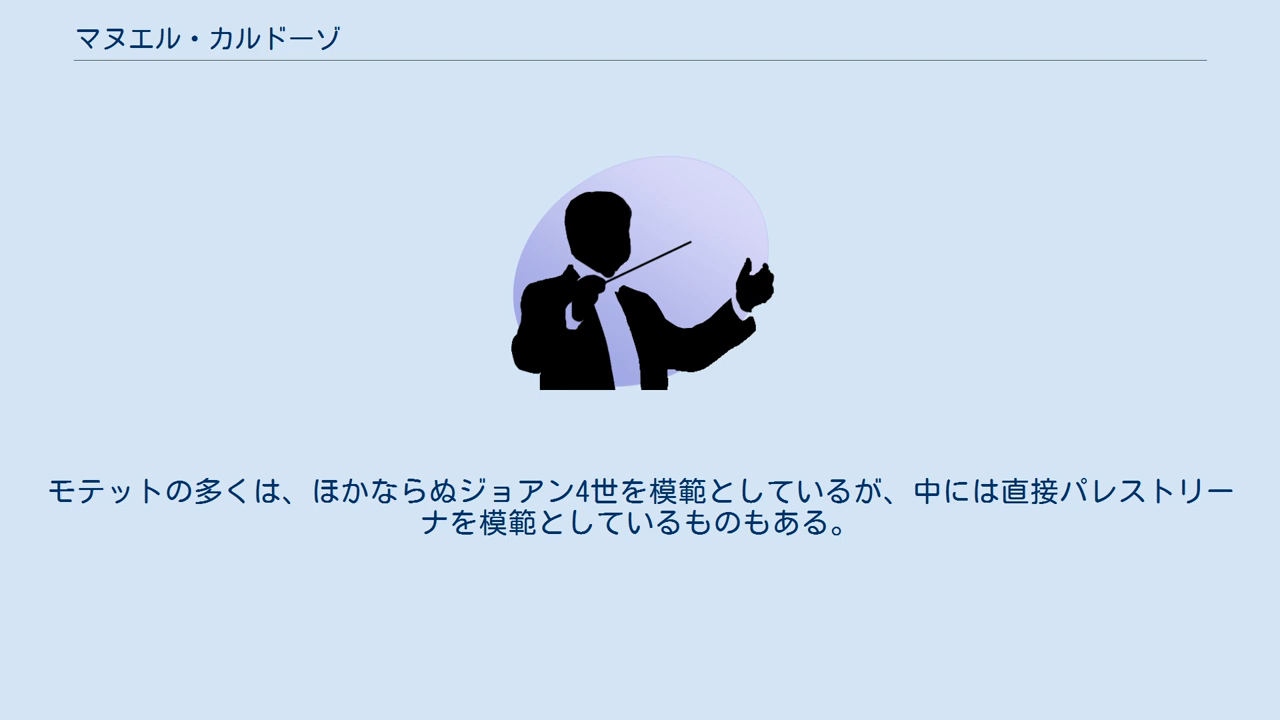 マヌエル・カルドーゾ
モテットの多くは、ほかならぬジョアン4世を模範としているが、中には直接パレストリー
ナを模範としているものもある。